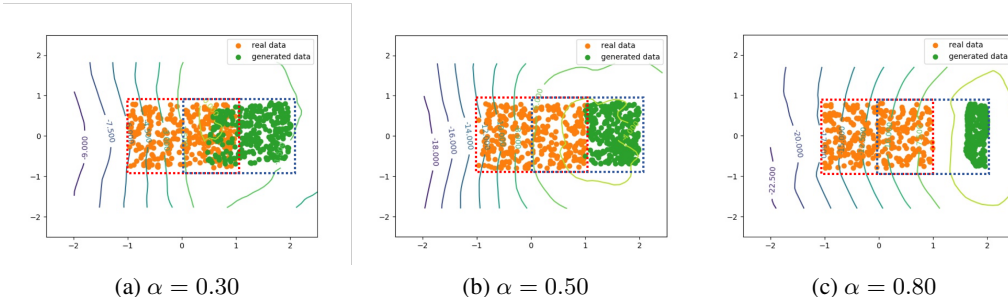 real data
generated data
2
1
0
−1
−2
-9.000
-7.500
−2 −1 0 1 2
(a) α = 0.30
real data
generated data
2
1
0
−1
−2
-18.000
-16.000
-14.000
−2 −1 0 1 2
(b) α = 0.50
real data
generated data
2
1
0
−1
−2
-22.500
-20.000
−2 −1 0 1 2
(c) α = 0.80